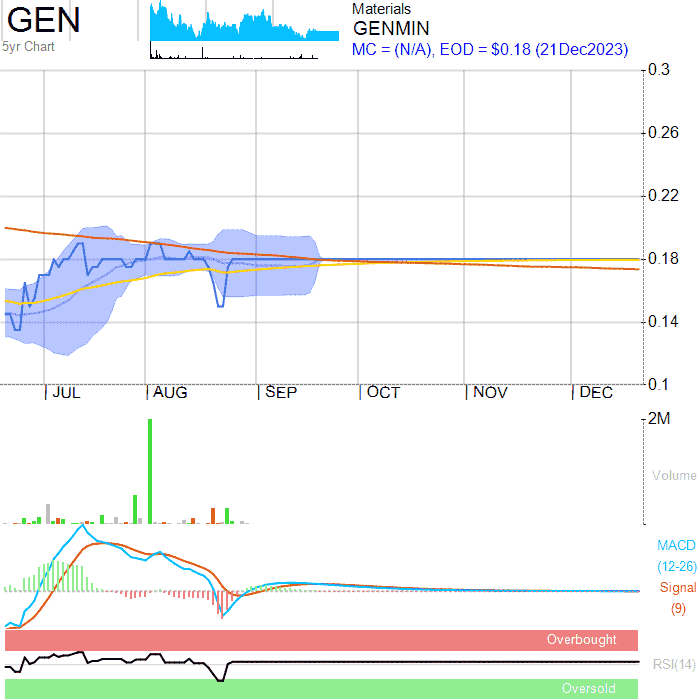 GEN
5yr Chart
Materials
GENMIN
MC = (N/A), EOD = $0.18 (21Dec2023)
0.3
0.26
0.22
0.18
0.14
0.1
JUL AUG SEP OCT NOV DEC
2M
Volume
MACD
(12-26)
Signal
(9)
Overbought
RSI(14)
Oversold